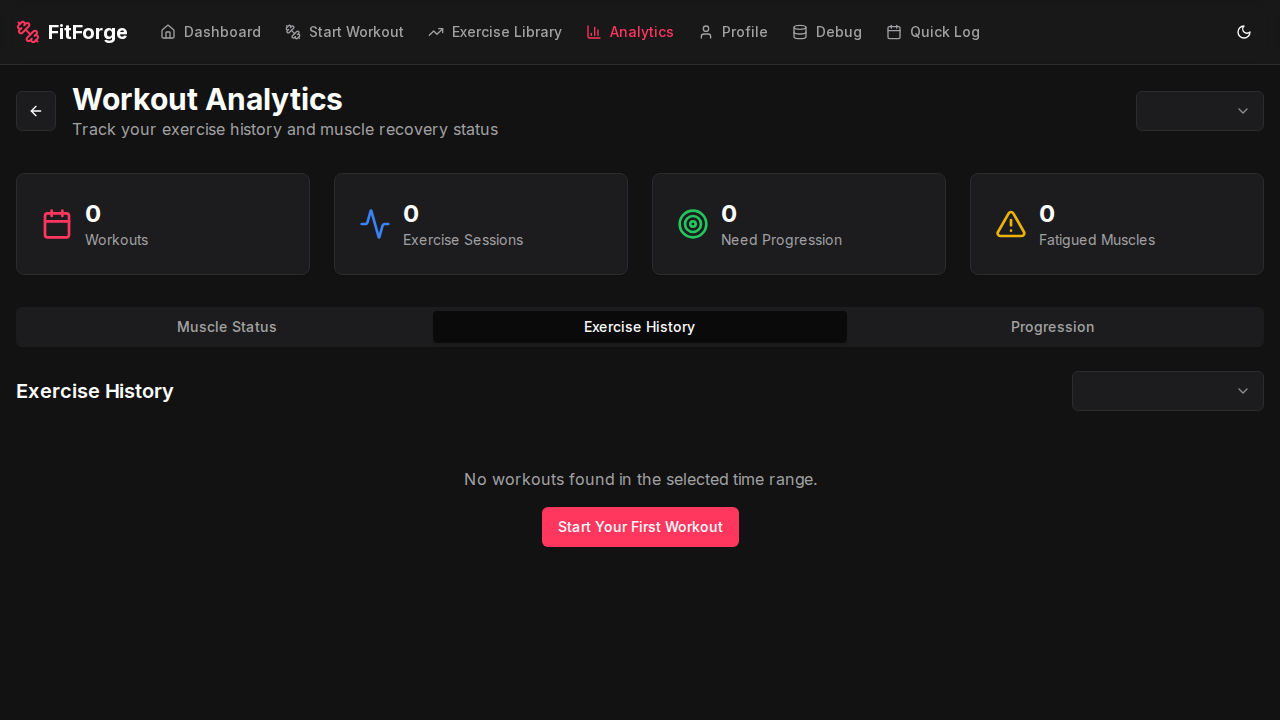 FitForge
Dashboard
Start Workout
Exercise Library
Analytics
Profile
Debug
Quick Log
Workout Analytics
Track your exercise history and muscle recovery status
0
Workouts
0
Exercise Sessions
0
Need Progression
0
Fatigued Muscles
Muscle Status
Exercise History
Progression
Exercise History
No workouts found in the selected time range.
Start Your First Workout